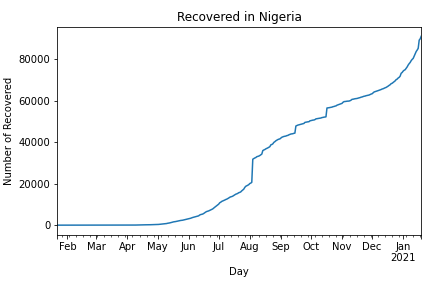 Recovered in Nigeria
Number of Recovered
80000
60000
40000
20000
0
Feb Mar Apr May Jun Jul Aug Sep Oct Nov Dec Jan
2021
Day